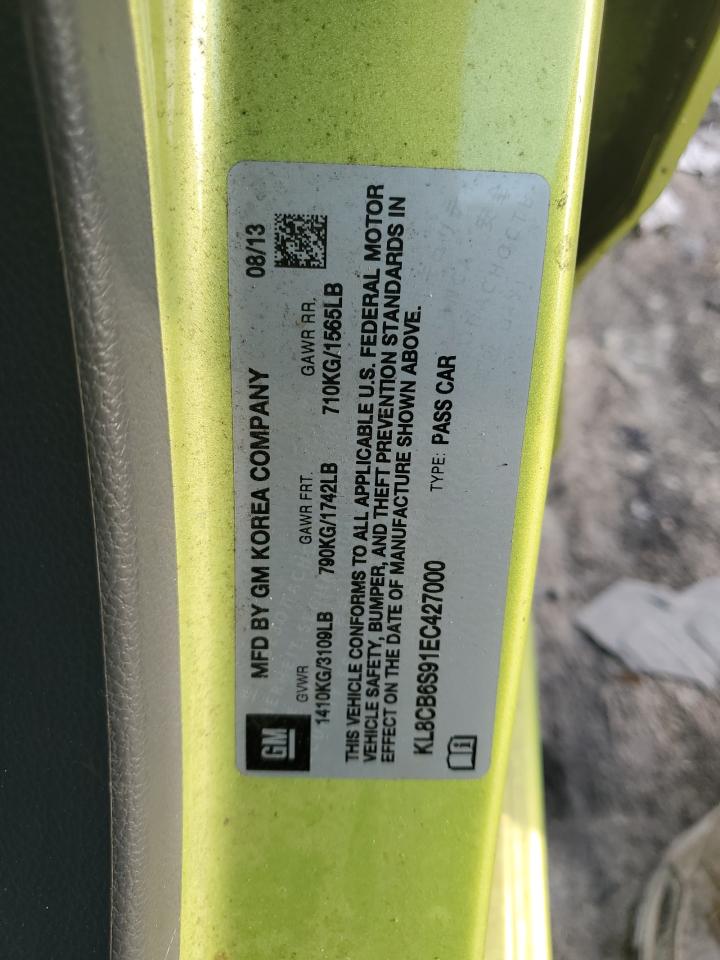 MFD BY GM KOREA COMPANY 08/13
GM
GVWR GAWR FRT. GAWR RR.
1410KG/3109LB 790KG/1742LB 710KG/1565LB
THIS VEHICLE CONFORMS TO ALL APPLICABLE U.S. FEDERAL MOTOR
VEHICLE SAFETY, BUMPER, AND THEFT PREVENTION STANDARDS IN
EFFECT ON THE DATE OF MANUFACTURE SHOWN ABOVE.
KL8CB6S91EC427000 TYPE: PASS CAR